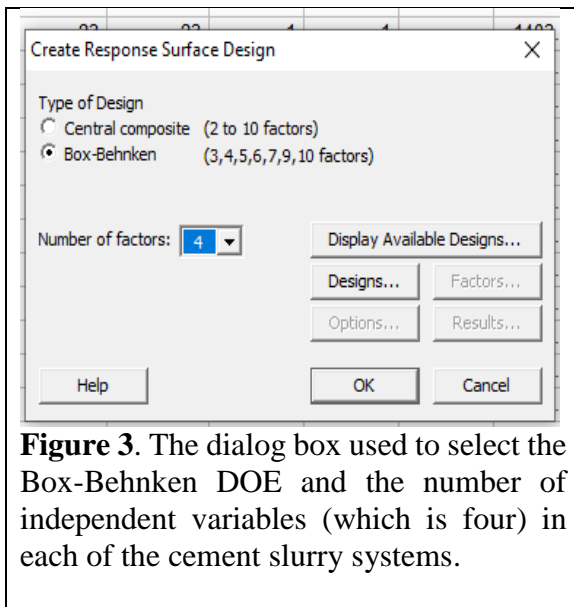 Create Response Surface Design
Type of Design
Central composite (2 to 10 factors)
Box-Behnken (3,4,5,6,7,9,10 factors)
Number of factors: 4
Display Available Designs...
Designs... Factors...
Options... Results...
Help OK Cancel
Figure 3. The dialog box used to select the
Box-Behnken DOE and the number of
independent variables (which is four) in
each of the cement slurry systems.